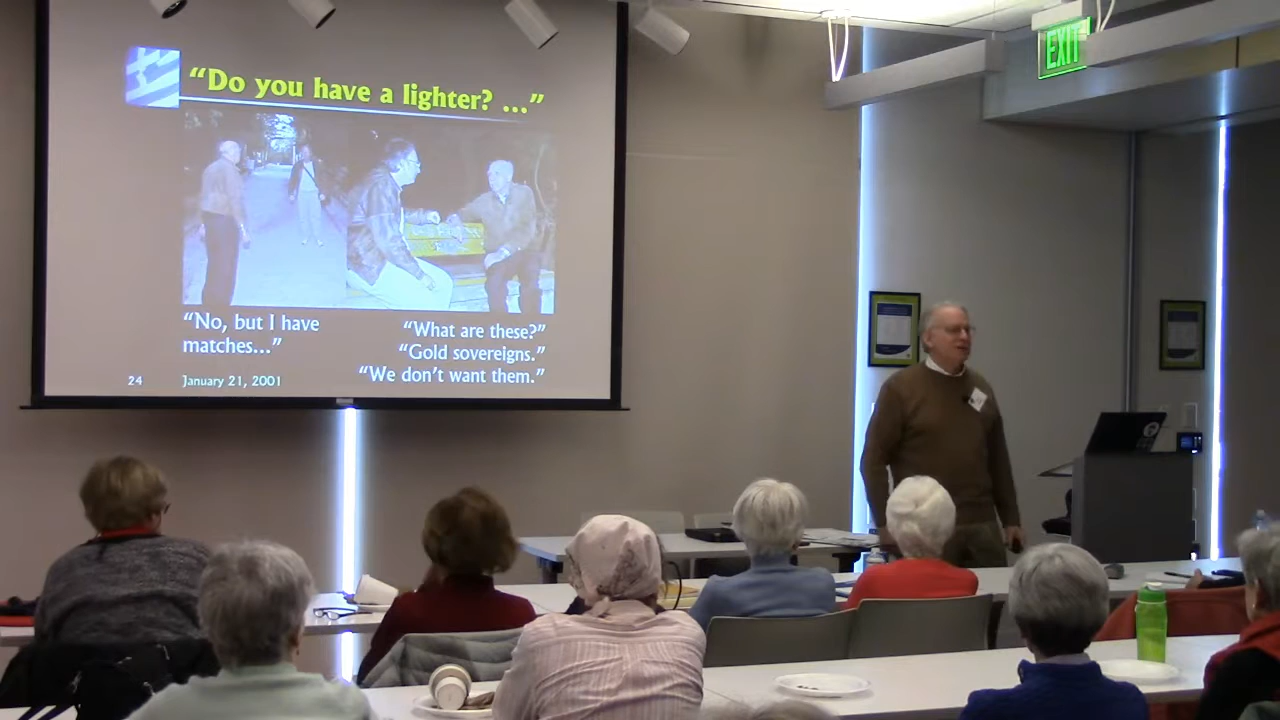 "Do you have a lighter? ..."
"No, but I have
matches..."
"What are these?"
"Gold sovereigns."
"We don't want them."
24 January 21, 2001
EXIT